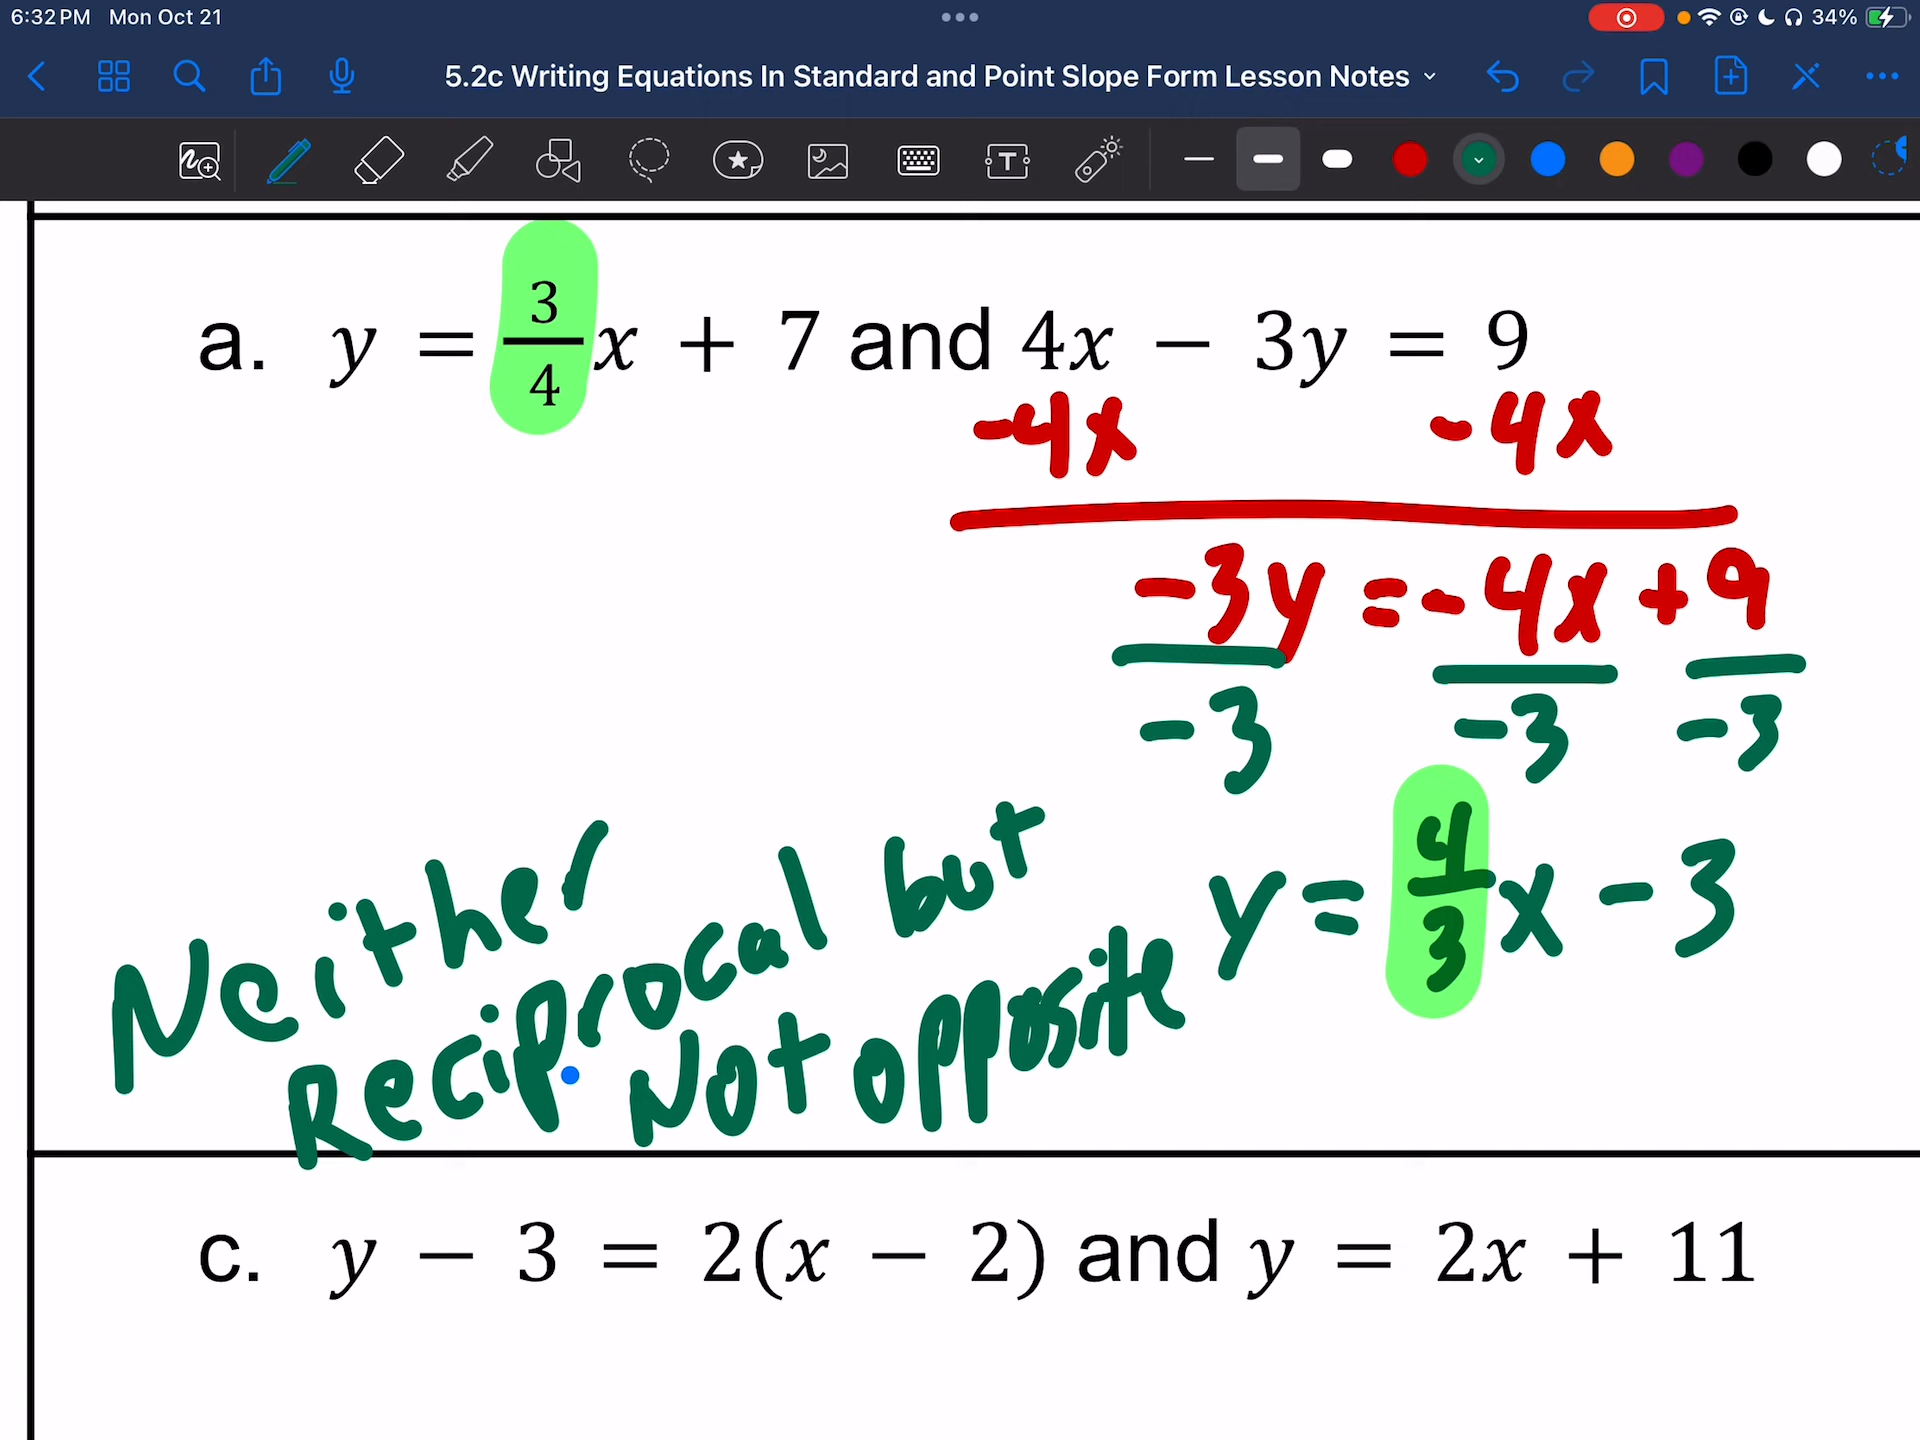 6:32 PM Mon Oct 21
34%
5.2c Writing Equations In Standard and Point Slope Form Lesson Notes
a. y = 3/4 x + 7 and 4x − 3y = 9
-4x -4x
-3y = -4x + 9
-3 -3 -3
y = 4/3 x - 3
Neither
Reciprocal but
Not opposite
c. y − 3 = 2(x − 2) and y = 2x + 11